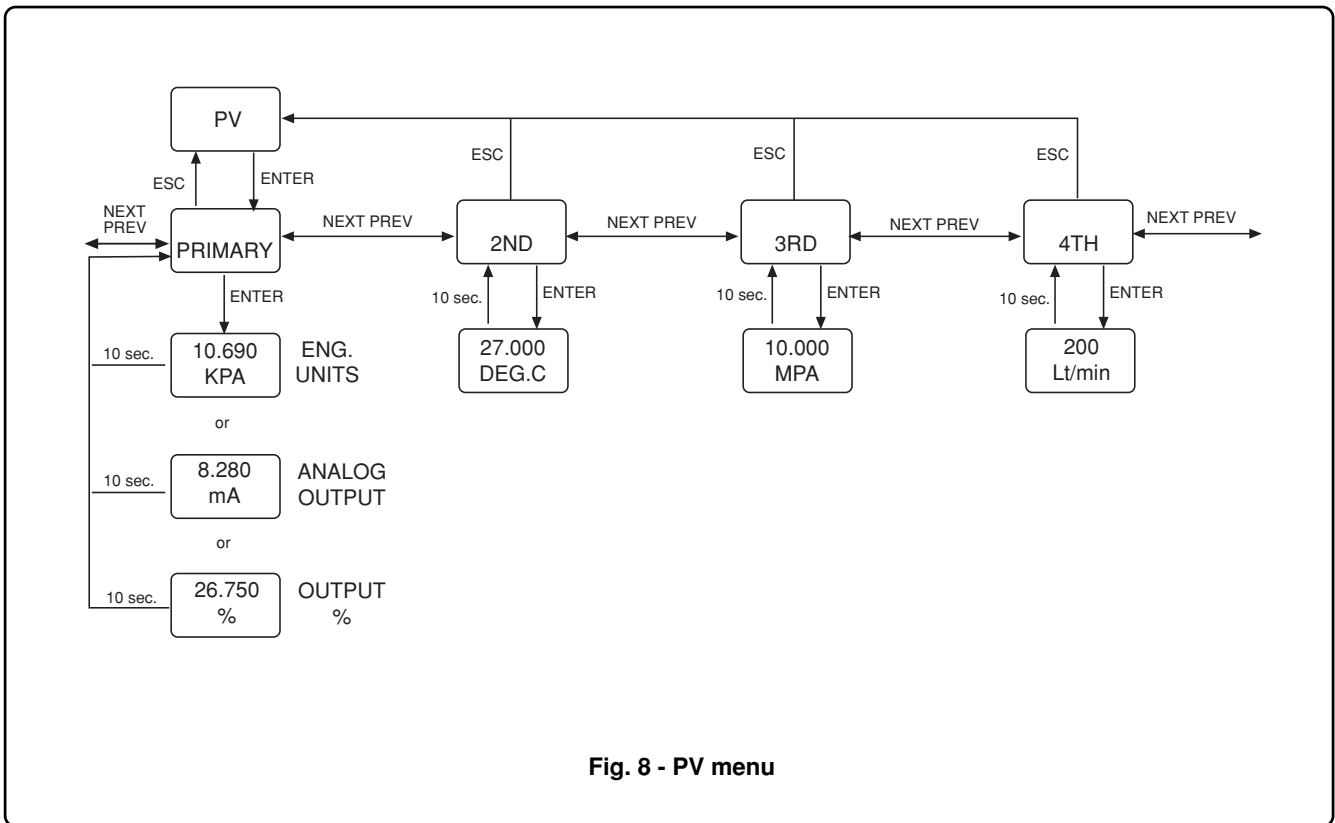 PV
ESC
ESC
ESC
ESC
ENTER
NEXT
PREV
PRIMARY
NEXT PREV
2ND
NEXT PREV
3RD
NEXT PREV
4TH
NEXT PREV
ENTER
10 sec.
ENTER
10 sec.
ENTER
10 sec.
ENTER
10 sec.
10.690
KPA
ENG.
UNITS
27.000
DEG.C
10.000
MPA
200
Lt/min
or
10 sec.
8.280
mA
ANALOG
OUTPUT
or
10 sec.
26.750
%
OUTPUT
%
Fig. 8 - PV menu